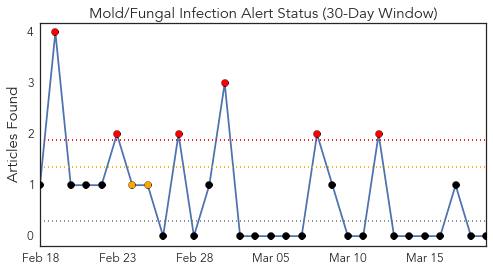 Mold/Fungal Infection Alert Status (30-Day Window)
Articles Found
4
3
2
1
0
Feb 18 Feb 23 Feb 28 Mar 05 Mar 10 Mar 15